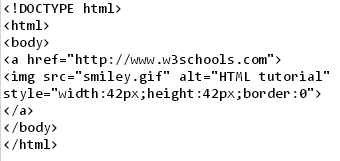 <!DOCTYPE html>
<html>
<body>
<a href="http://www.w3schools.com">
<img src="smiley.gif" alt="HTML tutorial"
style="width:42px;height:42px;border:0">
</a>
</body>
</html>